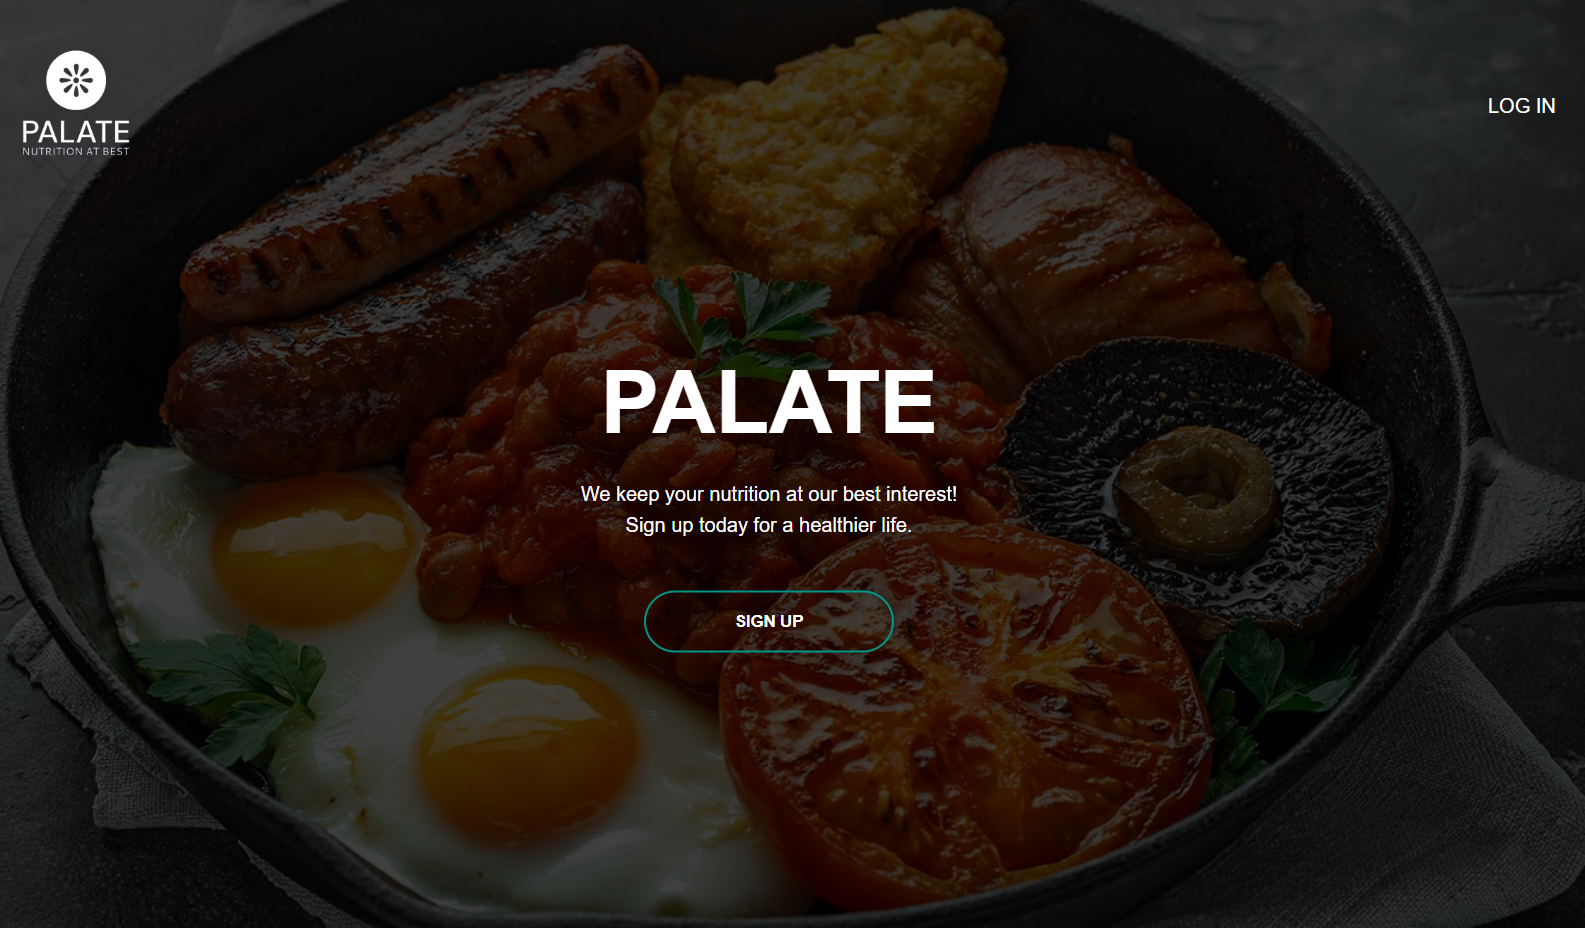 PALATE
NUTRITION AT BEST
LOG IN
PALATE
We keep your nutrition at our best interest!
Sign up today for a healthier life.
SIGN UP